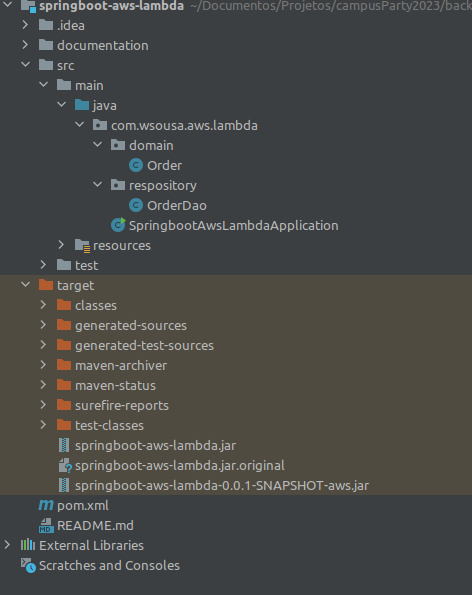 springboot-aws-lambda ~/Documentos/Projetos/campusParty2023/back
.idea
documentation
src
main
java
com.wsousa.aws.lambda
domain
Order
respository
OrderDao
SpringbootAwsLambdaApplication
resources
test
target
classes
generated-sources
generated-test-sources
maven-archiver
maven-status
surefire-reports
test-classes
springboot-aws-lambda.jar
springboot-aws-lambda.jar.original
springboot-aws-lambda-0.0.1-SNAPSHOT-aws.jar
pom.xml
README.md
External Libraries
Scratches and Consoles